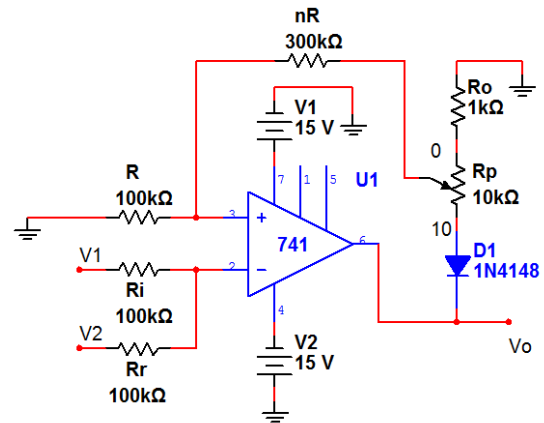 nR
300kΩ
V1
15 V
Ro
1kΩ
0
Rp
10kΩ
10
R
100kΩ
7
1
5
U1
3
+
741
6
2
−
4
V1
Ri
100kΩ
V2
Rr
100kΩ
V2
15 V
D1
1N4148
Vo